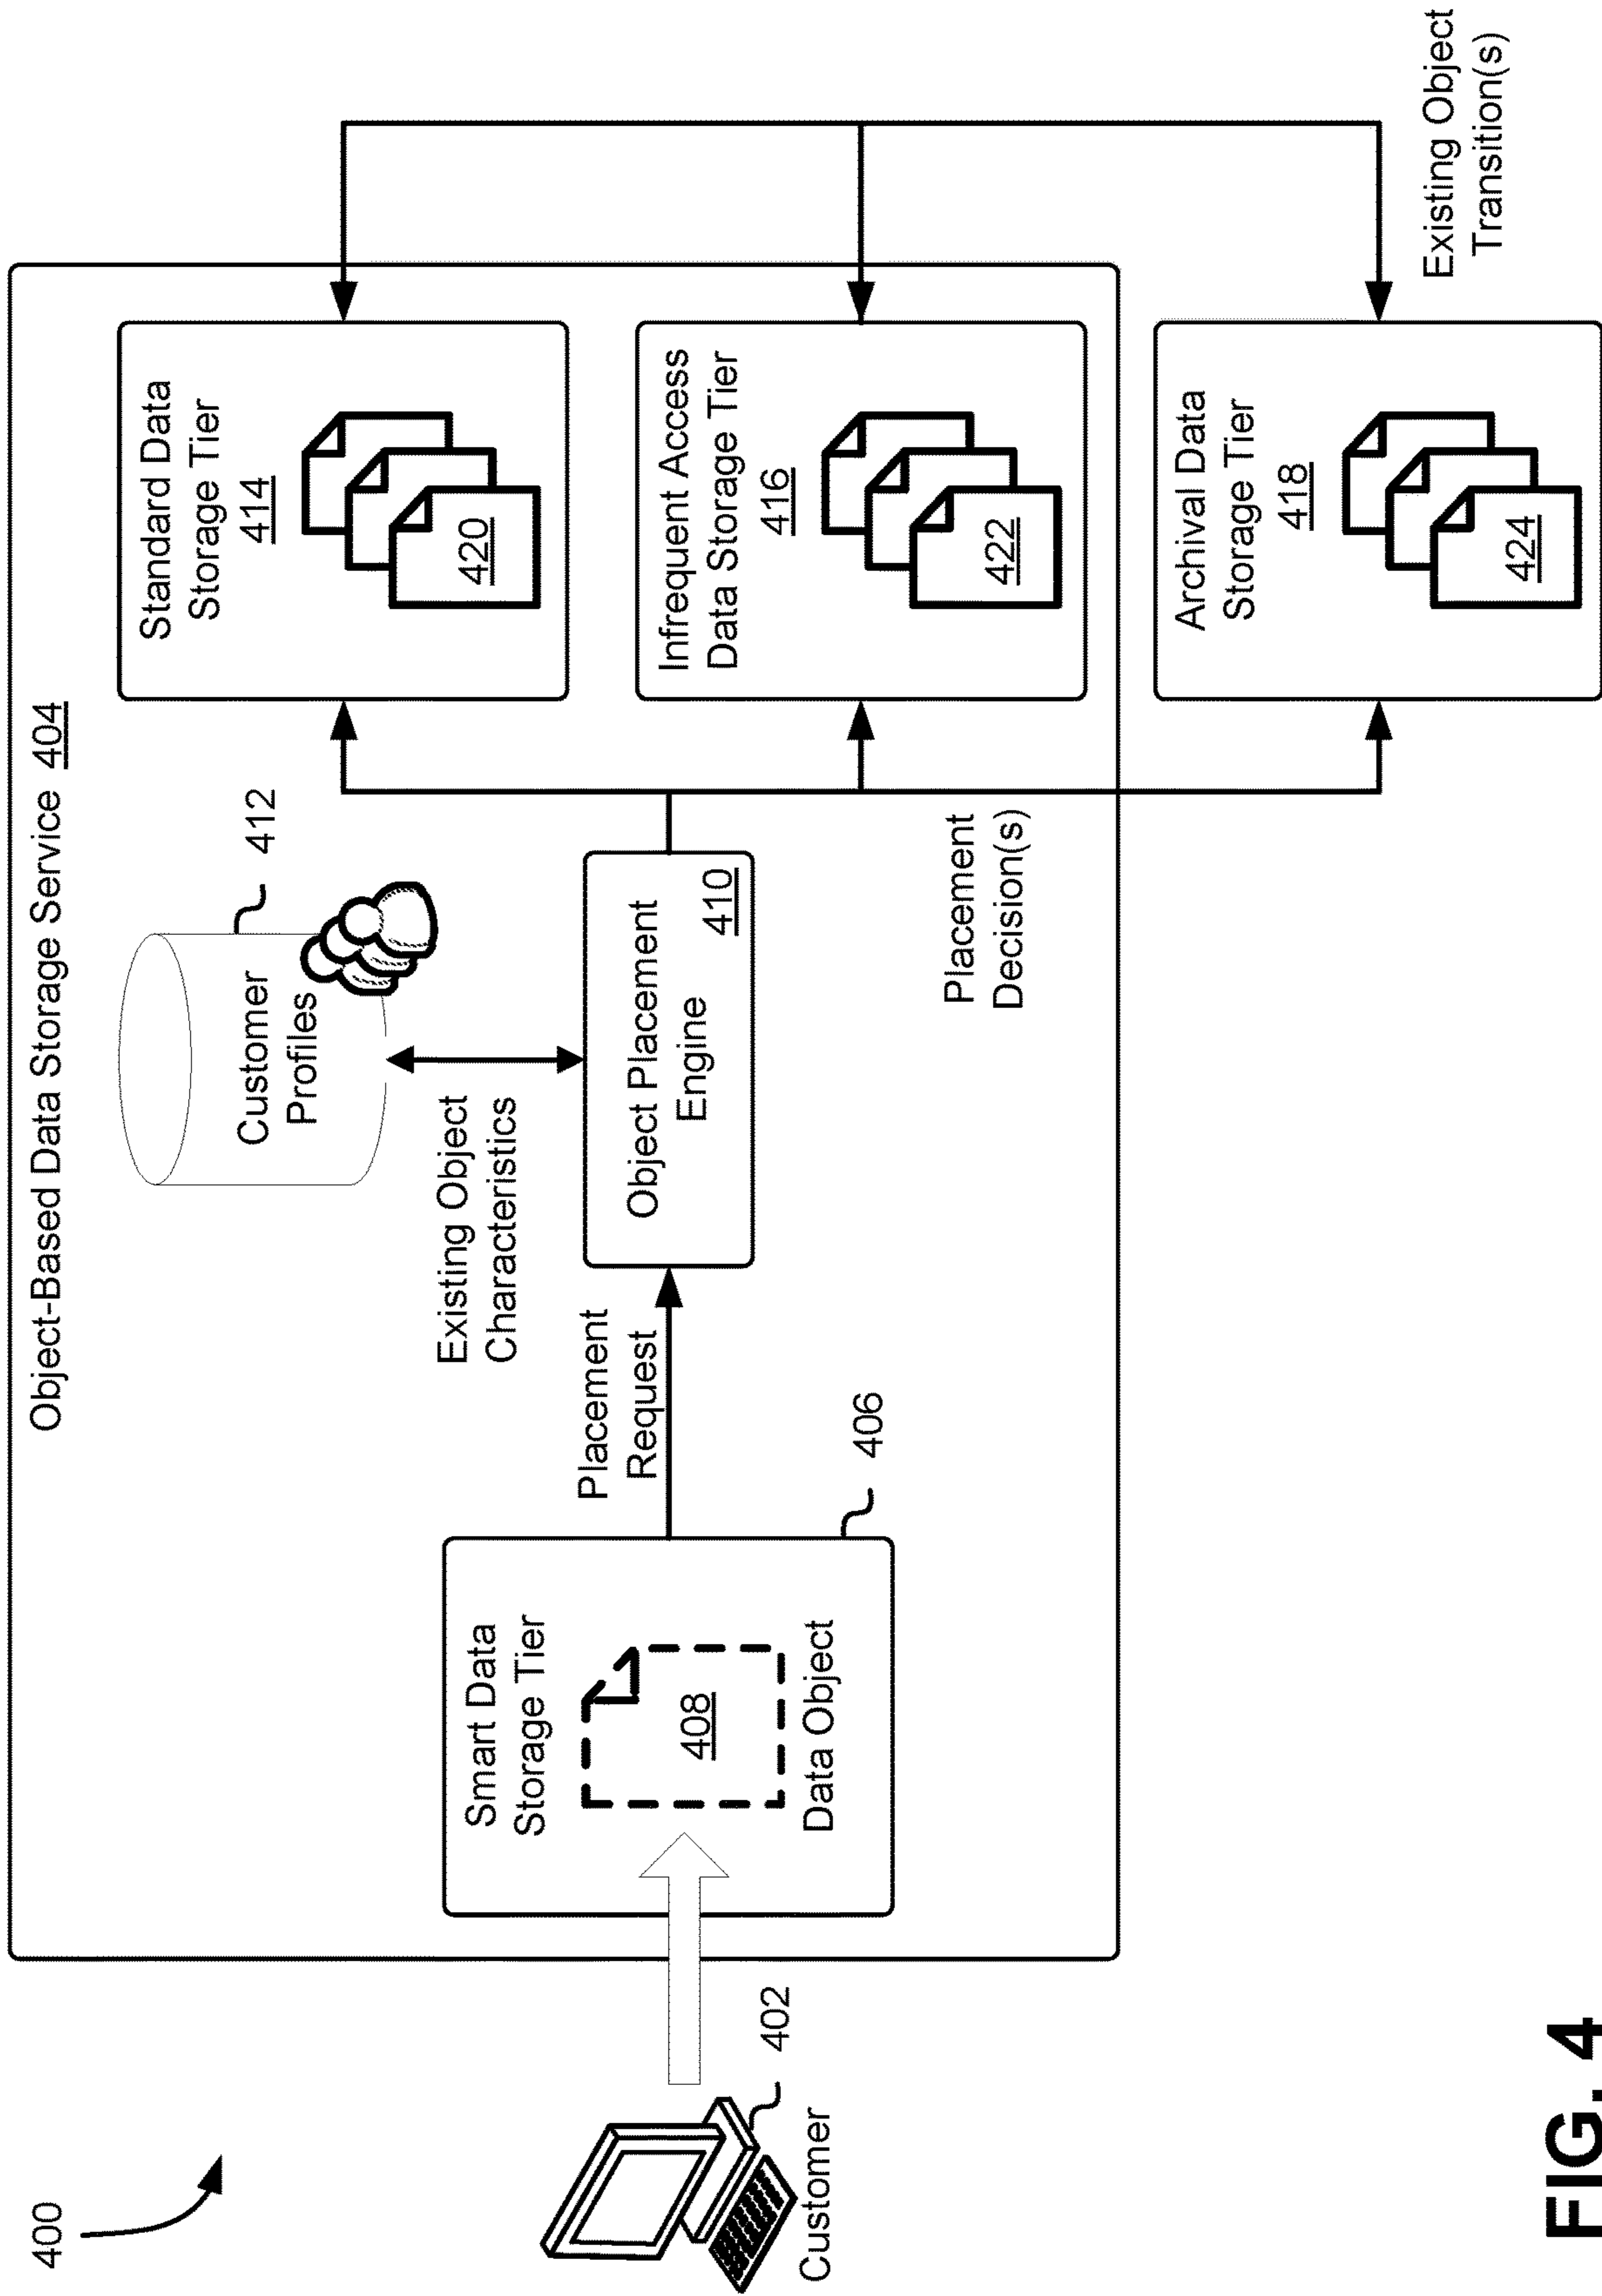 400
Object-Based Data Storage Service 404
Customer
402
Smart Data
Storage Tier
408
Data Object
406
Placement
Request
Existing Object
Characteristics
Customer
Profiles
412
Object Placement
Engine
410
Placement
Decision(s)
Standard Data
Storage Tier
414
420
Infrequent Access
Data Storage Tier
416
422
Archival Data
Storage Tier
418
424
Existing Object
Transition(s)
FIG. 4